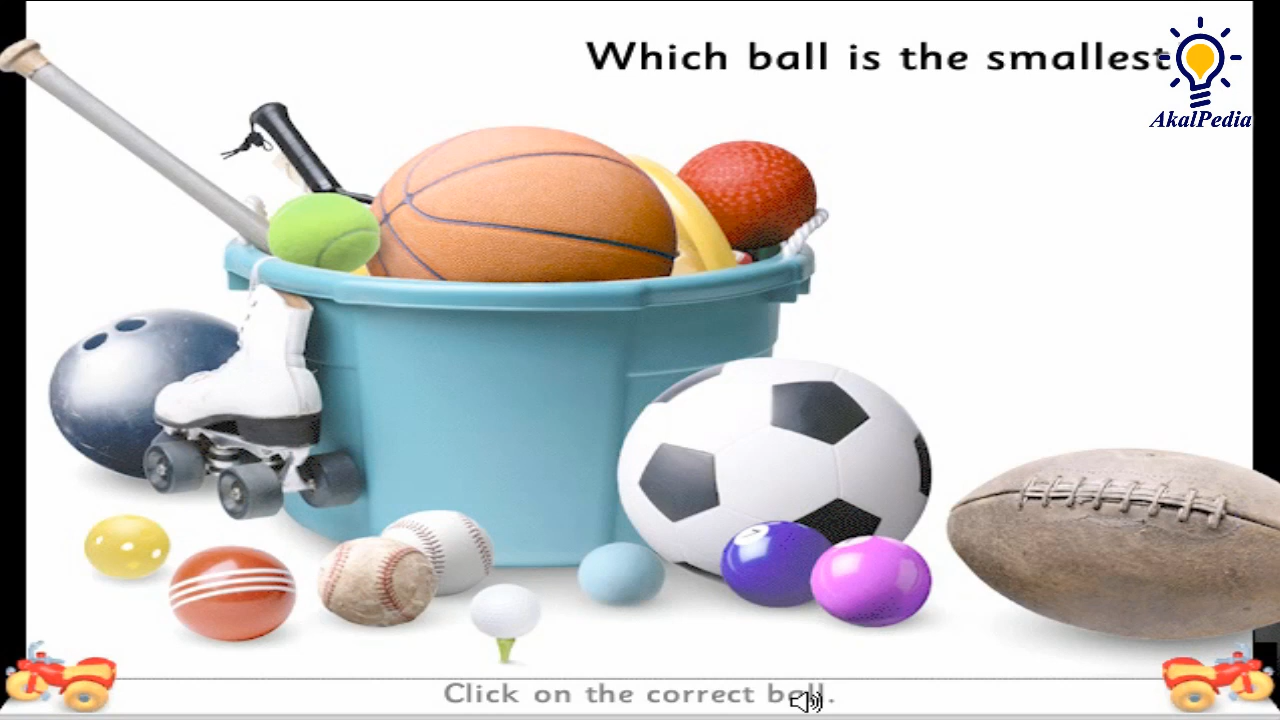 Which ball is the smallest
AkalPedia
Click on the correct ball.